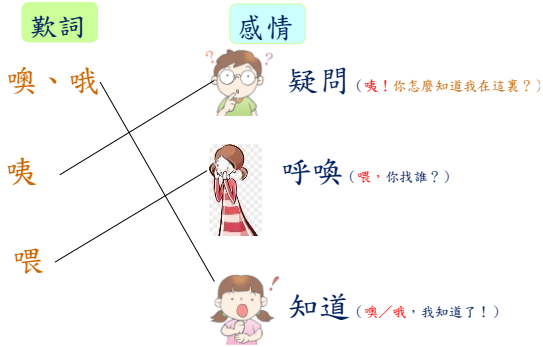 歎詞 感情
噢、哦 疑問（咦！你怎麼知道我在這裏？）
咦 呼喚（喂，你找誰？）
喂
知道（噢／哦，我知道了！）